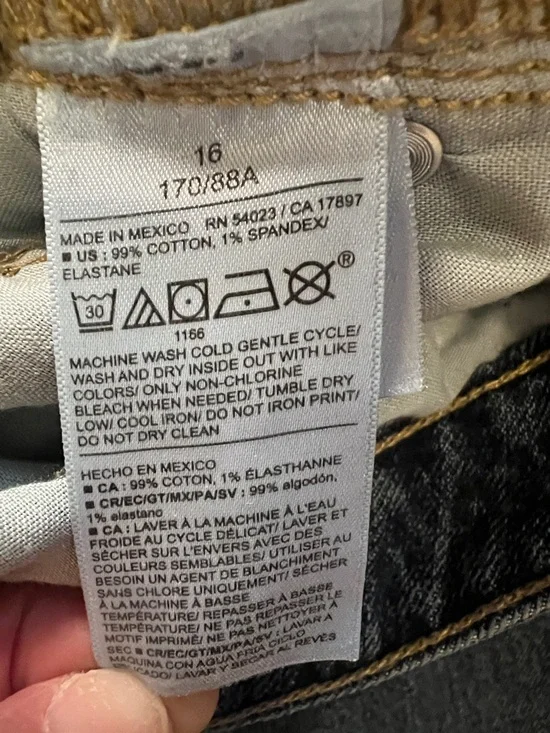 16
170/88A
MADE IN MEXICO RN 54023 / CA 17897
■ US : 99% COTTON, 1% SPANDEX/
ELASTANE
30
®
1166
MACHINE WASH COLD GENTLE CYCLE/
WASH AND DRY INSIDE OUT WITH LIKE
COLORS/ ONLY NON-CHLORINE
BLEACH WHEN NEEDED/ TUMBLE DRY
LOW/ COOL IRON/ DO NOT IRON PRINT/
DO NOT DRY CLEAN
HECHO EN MEXICO
■ CA : 99% COTTON, 1% ÉLASTHANNE
■ CR/EC/GT/MX/PA/SV : 99% algodón,
1% elastano
■ CA : LAVER À LA MACHINE À L'EAU
FROIDE AU CYCLE DÉLICAT/ LAVER ET
SÉCHER SUR L'ENVERS AVEC DES
COULEURS SEMBLABLES/ UTILISER AU
BESOIN UN AGENT DE BLANCHIMENT
SANS CHLORE UNIQUEMENT/ SÉCHER
À LA MACHINE À BASSE
TEMPÉRATURE/ REPASSER À BASSE
TEMPÉRATURE/ NE PAS REPASSER LE
MOTIF IMPRIMÉ/ NE PAS NETTOYER À
SEC ■ CR/EC/GT/MX/PA/SV : LAVAR A
MAQUINA CON AGUA FRIA CICLO
LAVAR Y SECAR AL REVÉS